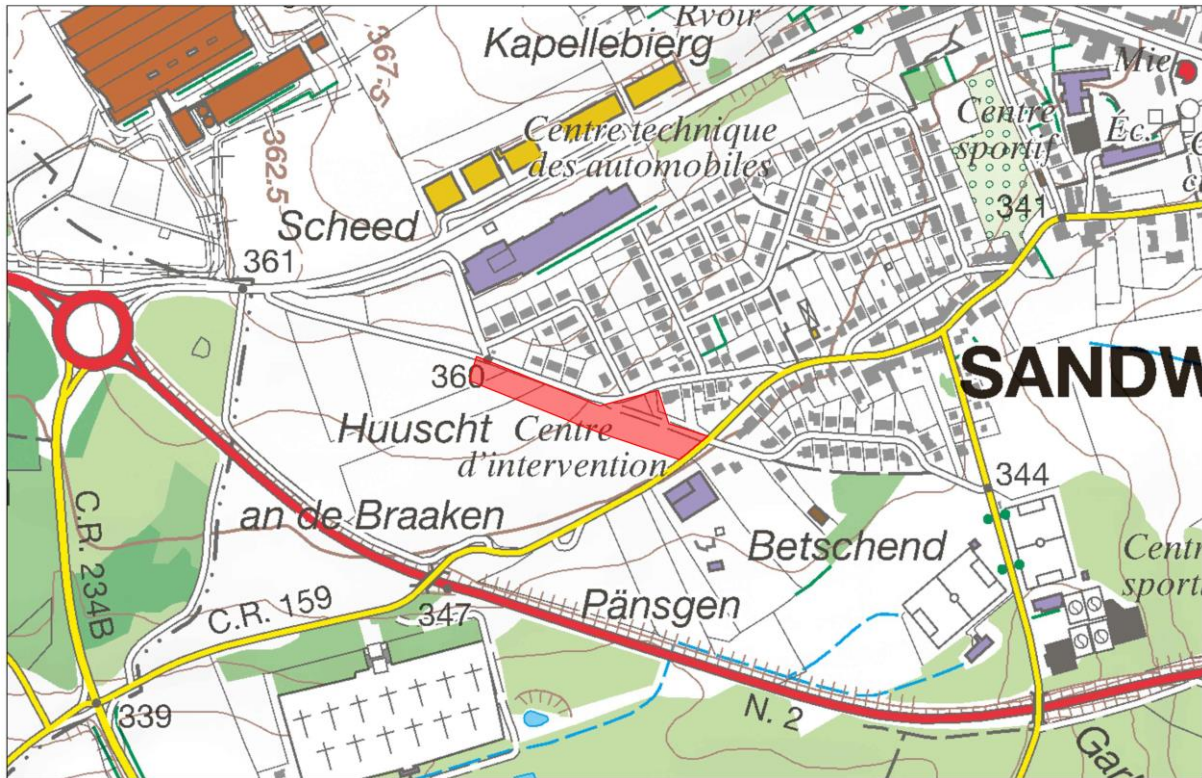 Rvoir
Kapellebierg
367.5
362.5
Centre technique
des automobiles
Centre
sportif
Mie
Éc.
341
Scheed
361
360
SANDW
Huuscht
Centre
d'intervention
344
an de Braaken
Betschend
Centr
sporti
C.R. 234B
C.R. 159
347
Pänsgen
339
N. 2
Gar